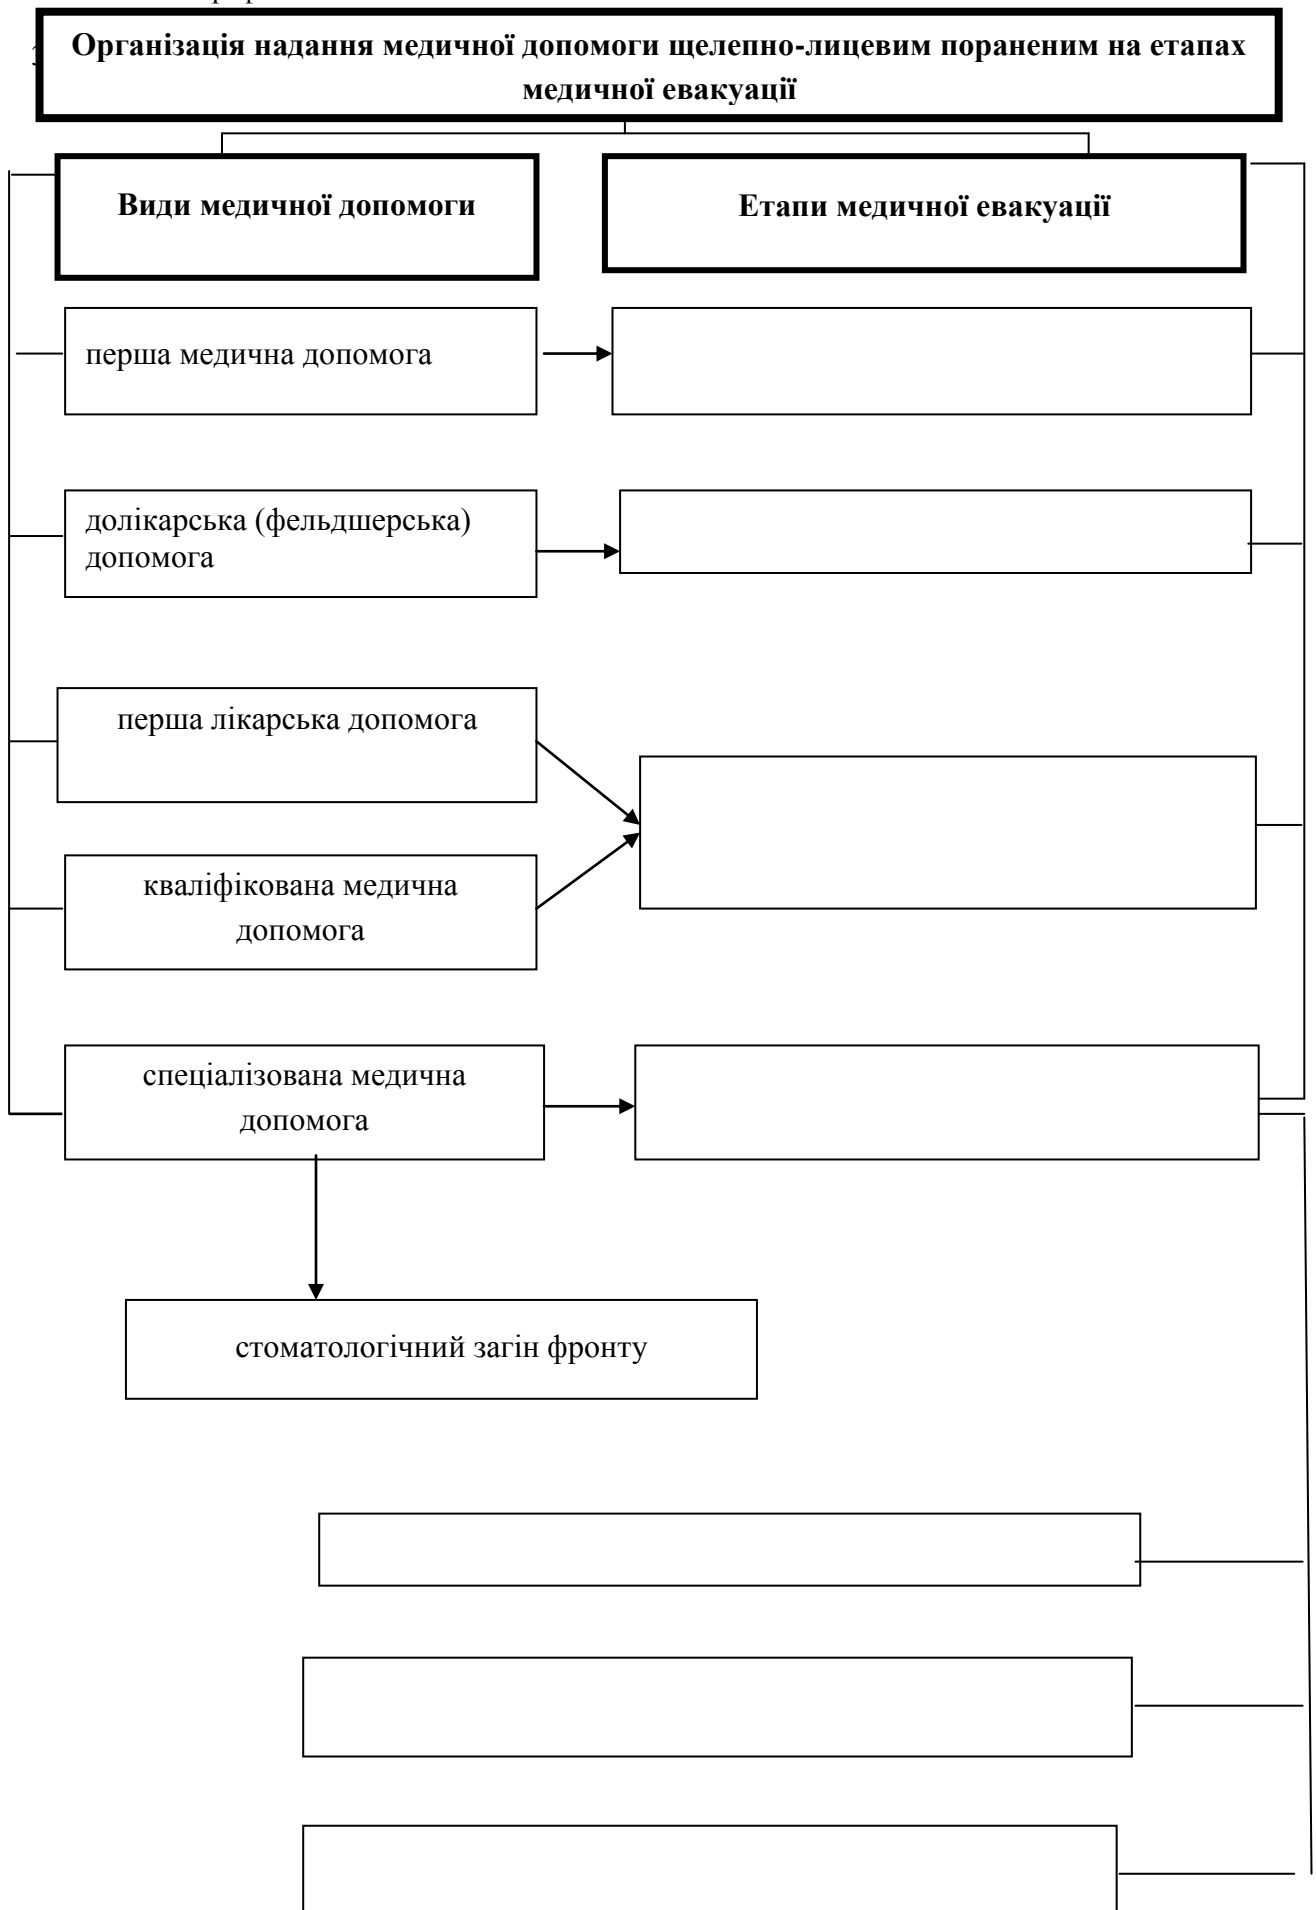 Організація надання медичної допомоги щелепно-лицевим пораненим на етапах
медичної евакуації
Види медичної допомоги
Етапи медичної евакуації
перша медична допомога
долікарська (фельдшерська)
допомога
перша лікарська допомога
кваліфікована медична
допомога
спеціалізована медична
допомога
стоматологічний загін фронту